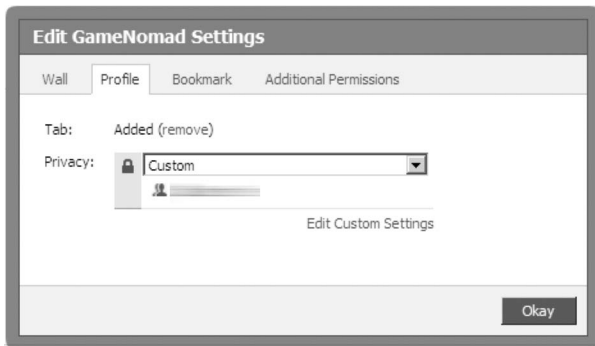 Edit GameNomad Settings
Wall Profile Bookmark Additional Permissions
Tab: Added (remove)
Privacy: Custom
Edit Custom Settings
Okay